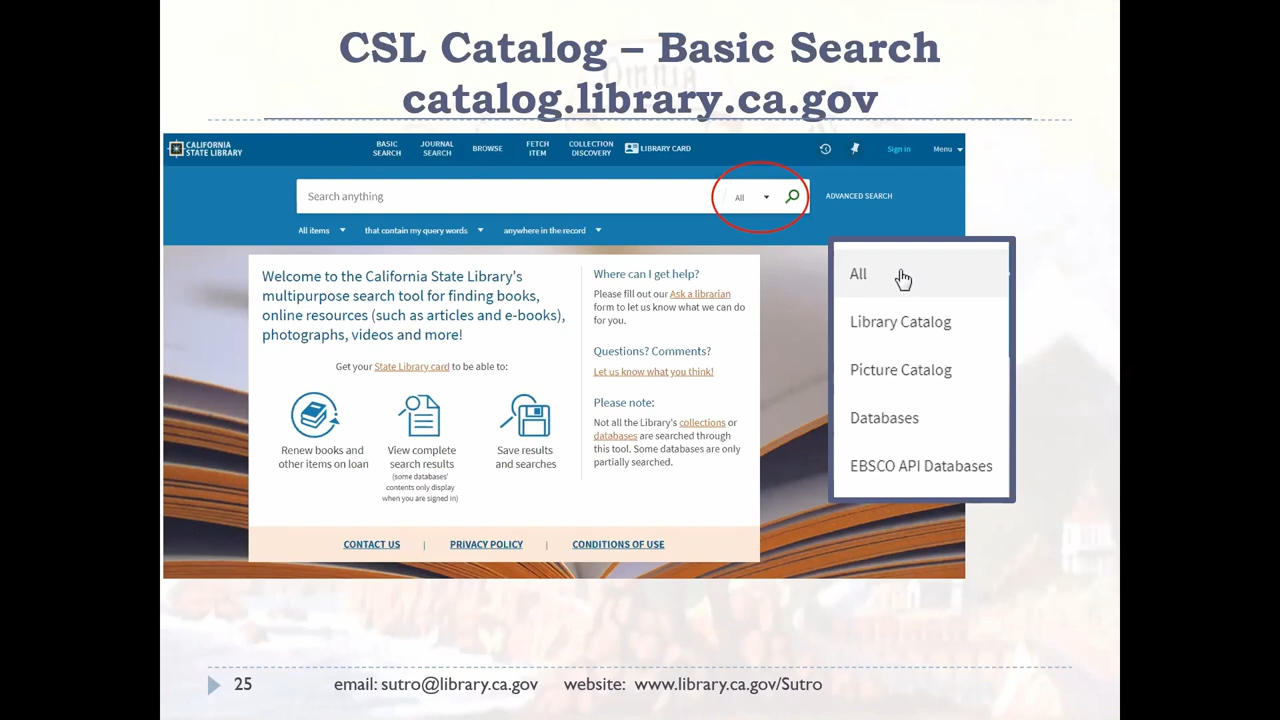 CSL Catalog – Basic Search
catalog.library.ca.gov
CALIFORNIA
STATE LIBRARY
BASIC
SEARCH
JOURNAL
SEARCH
BROWSE
FETCH
ITEM
COLLECTION
DISCOVERY
LIBRARY CARD
Sign in
Menu
Search anything
All
ADVANCED SEARCH
All items
that contain my query words
anywhere in the record
Welcome to the California State Library's
multipurpose search tool for finding books,
online resources (such as articles and e-books),
photographs, videos and more!
Get your State Library card to be able to:
Renew books and
other items on loan
View complete
search results
(some databases'
contents only display
when you are signed in)
Save results
and searches
Where can I get help?
Please fill out our Ask a librarian
form to let us know what we can do
for you.
Questions? Comments?
Let us know what you think!
Please note:
Not all the Library's collections or
databases are searched through
this tool. Some databases are only
partially searched.
CONTACT US | PRIVACY POLICY | CONDITIONS OF USE
All
Library Catalog
Picture Catalog
Databases
EBSCO API Databases
Omnia
25 email: sutro@library.ca.gov website: www.library.ca.gov/Sutro